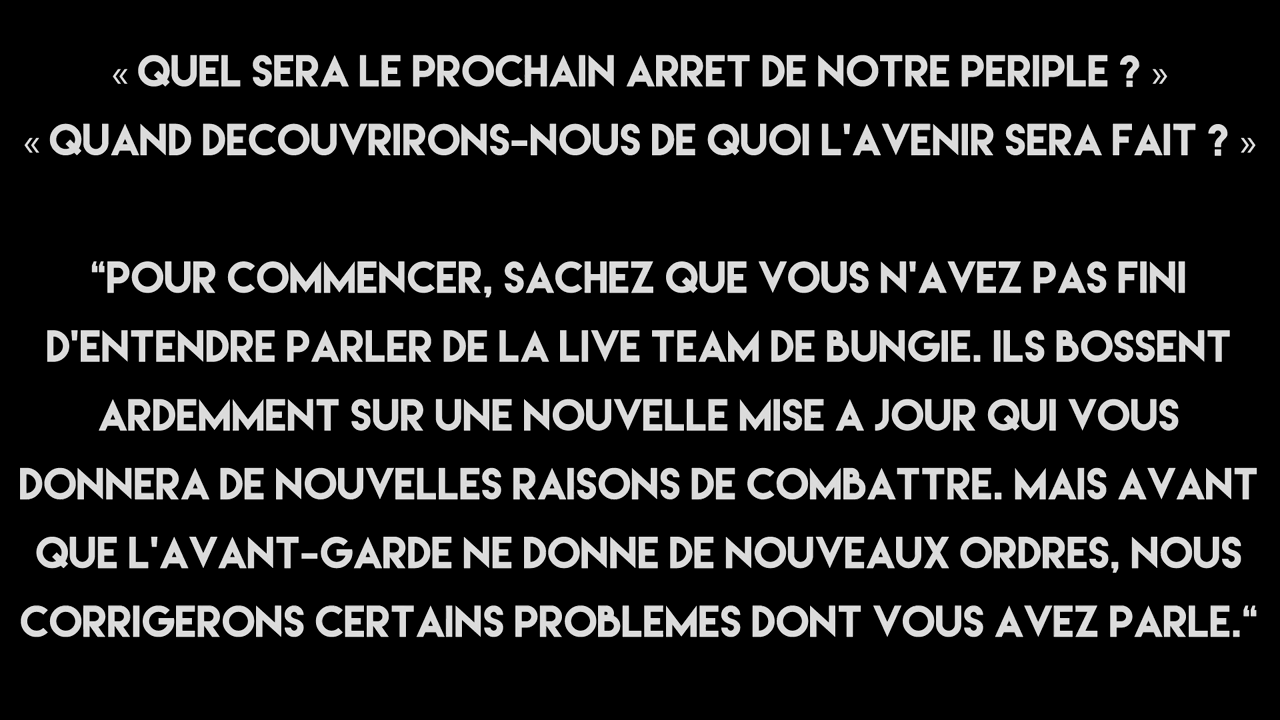 « QUEL SERA LE PROCHAIN ARRET DE NOTRE PERIPLE ? »
« QUAND DECOUVRIRONS-NOUS DE QUOI L'AVENIR SERA FAIT ? »
“POUR COMMENCER, SACHEZ QUE VOUS N'AVEZ PAS FINI
D'ENTENDRE PARLER DE LA LIVE TEAM DE BUNGIE. ILS BOSSENT
ARDEMMENT SUR UNE NOUVELLE MISE A JOUR QUI VOUS
DONNERA DE NOUVELLES RAISONS DE COMBATTRE. MAIS AVANT
QUE L'AVANT-GARDE NE DONNE DE NOUVEAUX ORDRES, NOUS
CORRIGERONS CERTAINS PROBLEMES DONT VOUS AVEZ PARLE.“